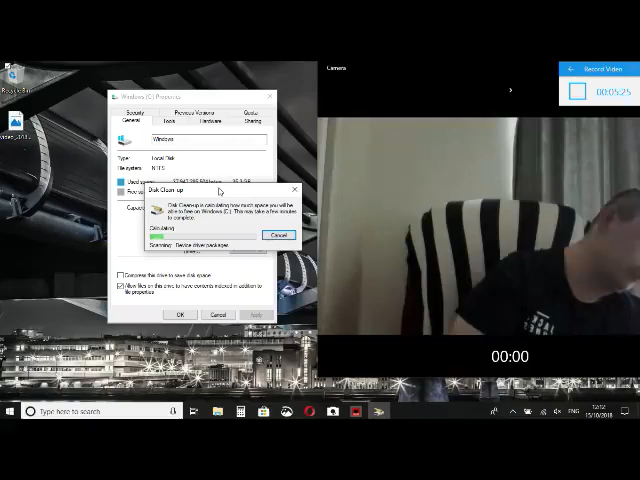 Recycle Bin
Windows (C:) Properties
Security
Previous Versions
Quota
General
Tools
Hardware
Sharing
Windows
Type:
Local Disk
File system:
NTFS
Disk Clean-up
Disk Clean-up is calculating how much space you will be
able to free on Windows (C:). This may take a few minutes
to complete.
Calculating
Cancel
Scanning: Device driver packages
Compress this drive to save disk space
Allow files on this drive to have contents indexed in addition to
file properties
OK
Cancel
Apply
Camera
Record Video
00:05:25
00:00
Type here to search
ENG
12:12
15/10/2018